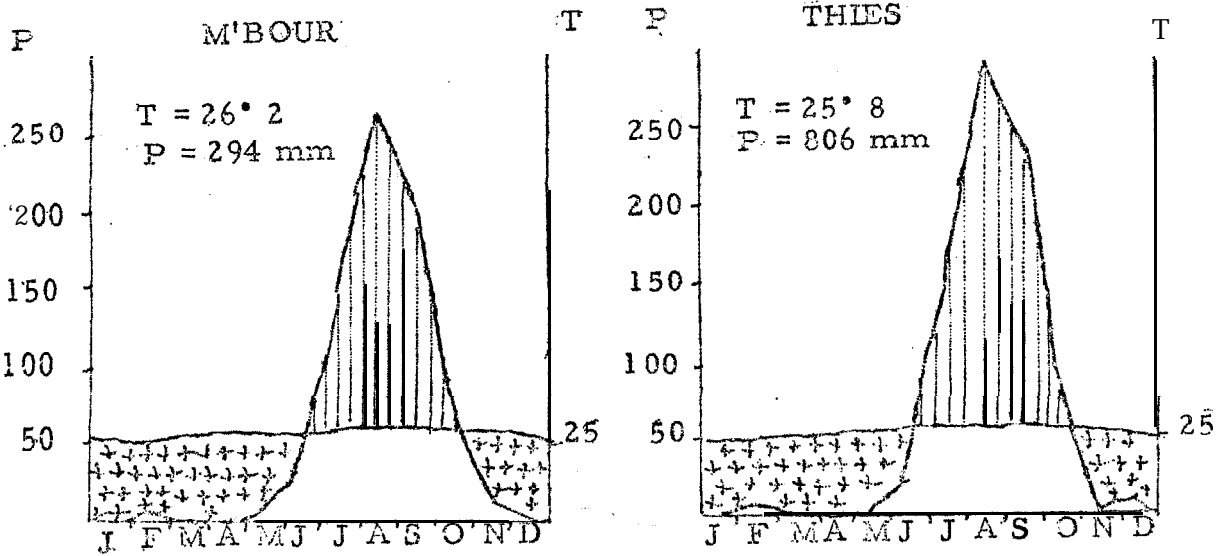 M'BOUR
P
T
T = 26° 2
P = 294 mm
250
200
150
100
50
25
J F M A M J J A S O N D
THIES
P
T
T = 25° 8
P = 806 mm
250
200
150
100
50
25
J F M A M J J A S O N D